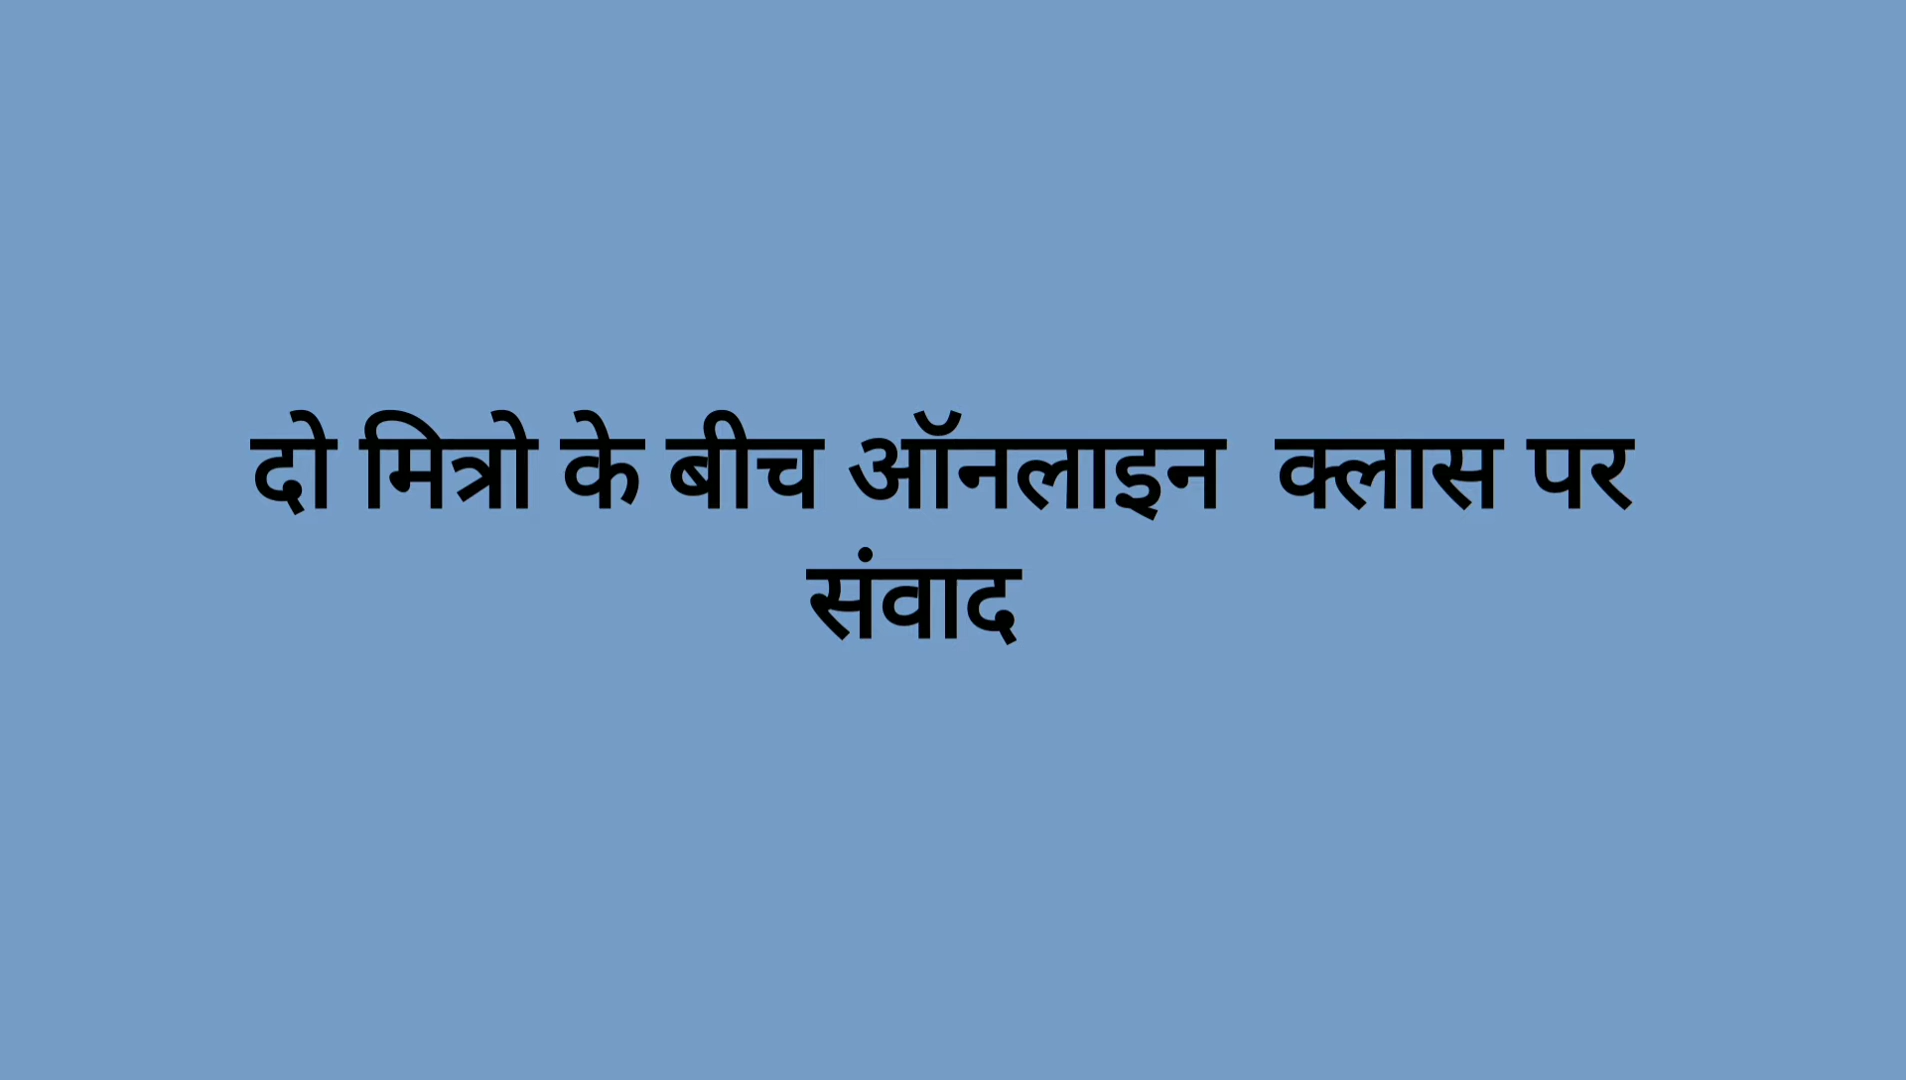 दो मित्रो के बीच ऑनलाइन  क्लास पर
संवाद